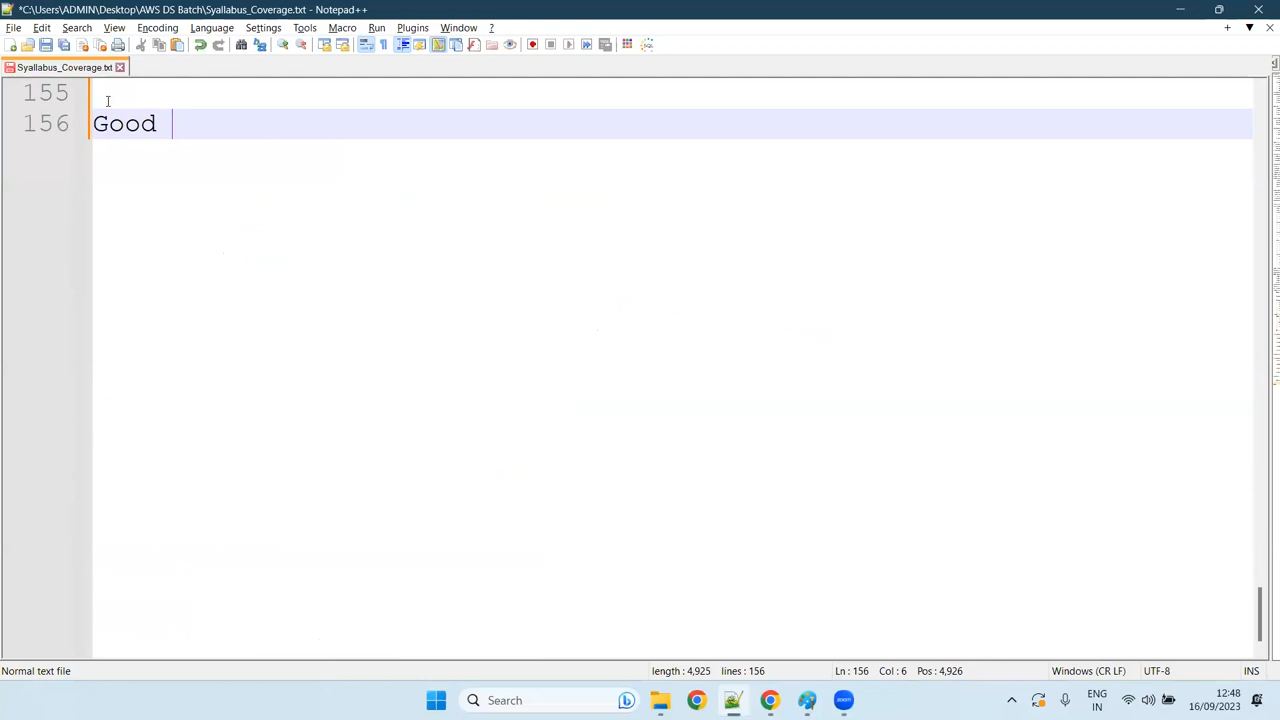 *C:\Users\ADMIN\Desktop\AWS DS Batch\Syallabus_Coverage.txt - Notepad++
File Edit Search View Encoding Language Settings Tools Macro Run Plugins Window ?
Syallabus_Coverage.txt
155
156 Good
Normal text file length : 4,925 lines : 156 Ln : 156 Col : 6 Pos : 4,926 Windows (CR LF) UTF-8 INS
Search zoom ENG IN 12:48 16/09/2023